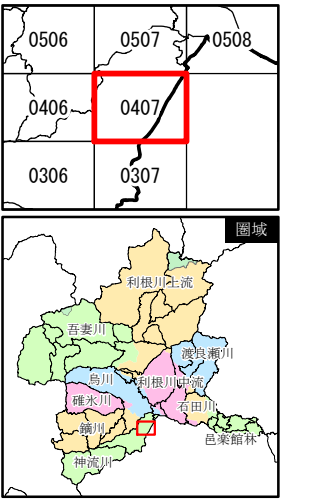 0506 0507 0508
0406 0407
0306 0307
圏域
利根川上流
吾妻川
渡良瀬川
烏川
利根川中流
碓氷川
石田川
鏑川
邑楽館林
神流川